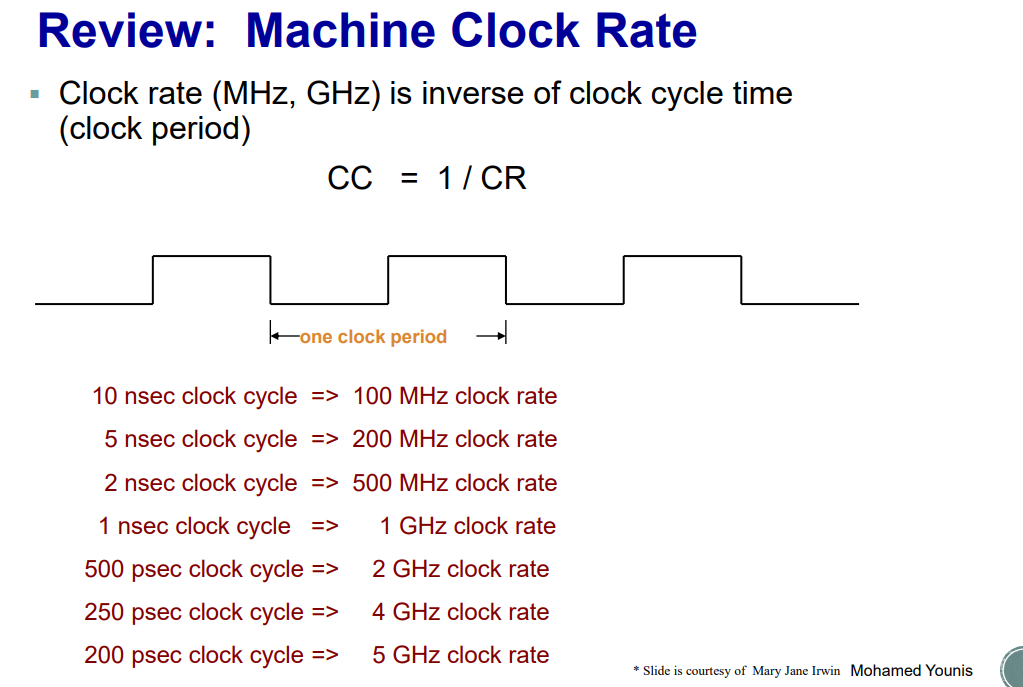 Review: Machine Clock Rate
▪ Clock rate (MHz, GHz) is inverse of clock cycle time
(clock period)
CC = 1 / CR
one clock period
10 nsec clock cycle => 100 MHz clock rate
5 nsec clock cycle => 200 MHz clock rate
2 nsec clock cycle => 500 MHz clock rate
1 nsec clock cycle => 1 GHz clock rate
500 psec clock cycle => 2 GHz clock rate
250 psec clock cycle => 4 GHz clock rate
200 psec clock cycle => 5 GHz clock rate
* Slide is courtesy of Mary Jane Irwin Mohamed Younis